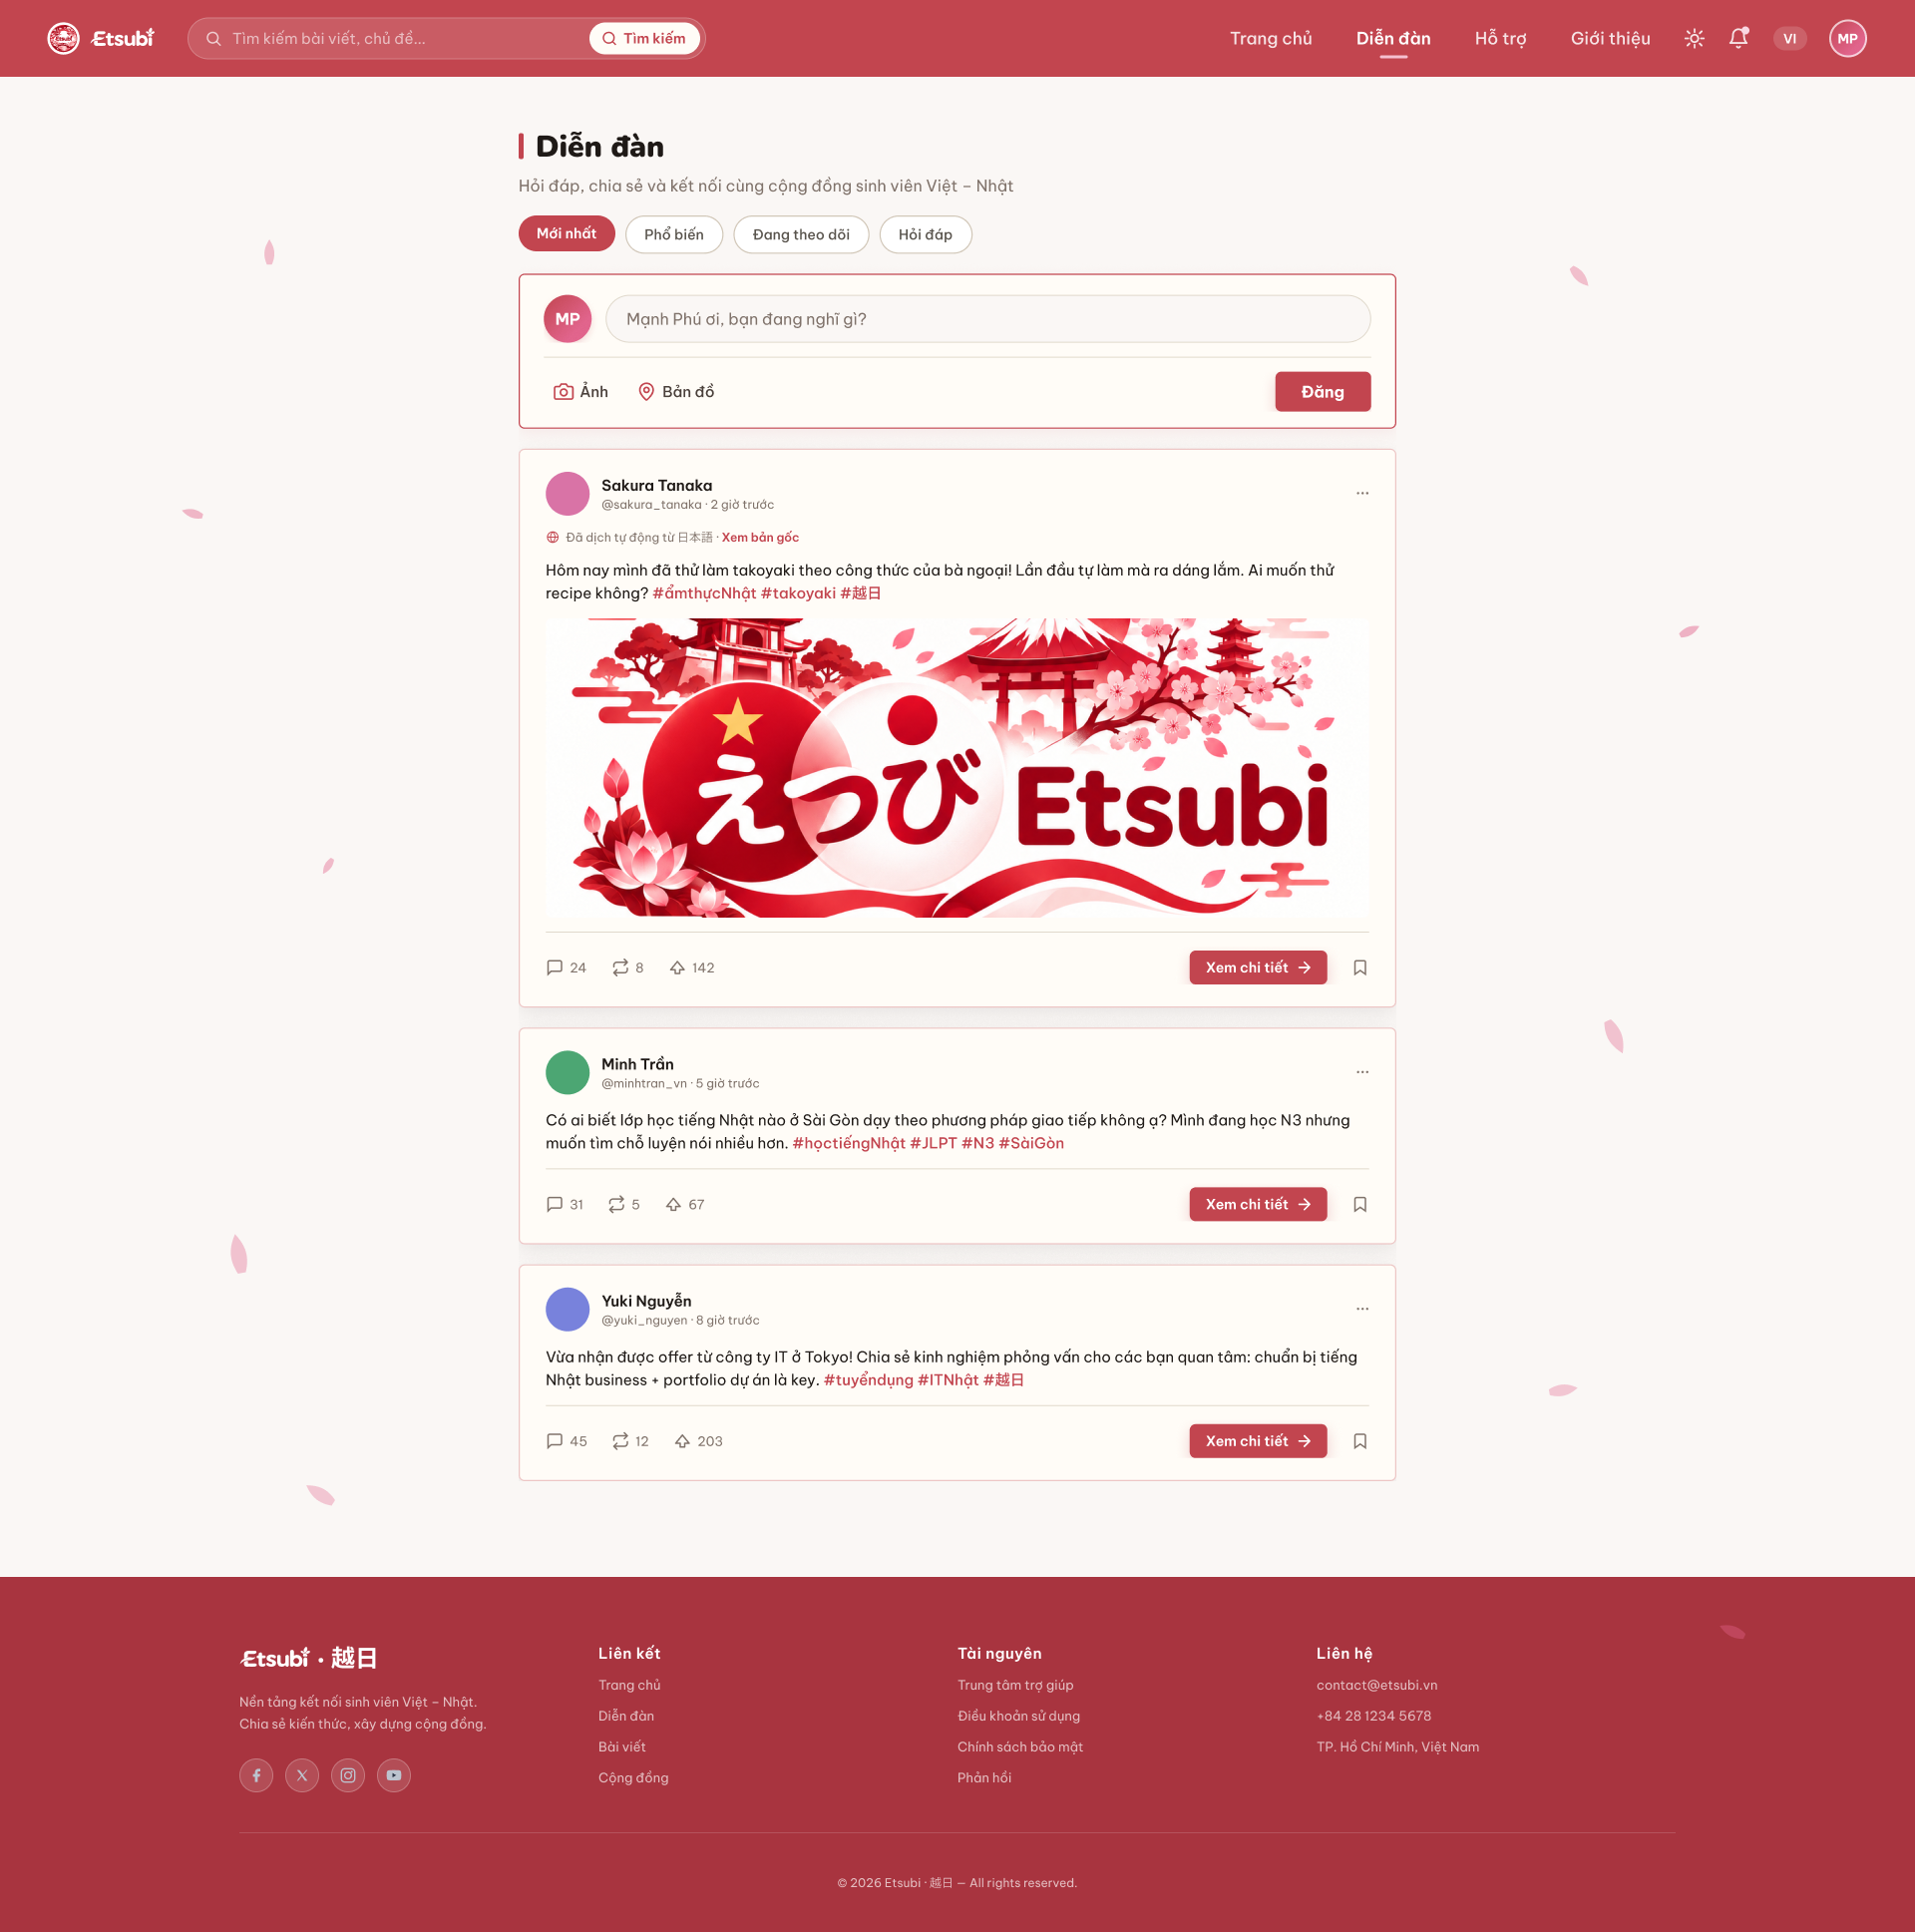 Etsubi
Tìm kiếm bài viết, chủ đề...
Tìm kiếm
Trang chủ
Diễn đàn
Hỗ trợ
Giới thiệu
VI
MP
Diễn đàn
Hỏi đáp, chia sẻ và kết nối cùng cộng đồng sinh viên Việt – Nhật
Mới nhất
Phổ biến
Đang theo dõi
Hỏi đáp
MP
Mạnh Phú ơi, bạn đang nghĩ gì?
Ảnh
Bản đồ
Đăng
Sakura Tanaka
@sakura_tanaka · 2 giờ trước
...
Đã dịch tự động từ 日本語 · Xem bản gốc
Hôm nay mình đã thử làm takoyaki theo công thức của bà ngoại! Lần đầu tự làm mà ra dáng lắm. Ai muốn thử
recipe không? #ẩmthựcNhật #takoyaki #越日
えつび Etsubi
24
8
142
Xem chi tiết →
Minh Trần
@minhtran_vn · 5 giờ trước
...
Có ai biết lớp học tiếng Nhật nào ở Sài Gòn dạy theo phương pháp giao tiếp không ạ? Mình đang học N3 nhưng
muốn tìm chỗ luyện nói nhiều hơn. #họctiếngNhật #JLPT #N3 #SàiGòn
31
5
67
Xem chi tiết →
Yuki Nguyễn
@yuki_nguyen · 8 giờ trước
...
Vừa nhận được offer từ công ty IT ở Tokyo! Chia sẻ kinh nghiệm phỏng vấn cho các bạn quan tâm: chuẩn bị tiếng
Nhật business + portfolio dự án là key. #tuyểndụng #ITNhật #越日
45
12
203
Xem chi tiết →
Etsubi · 越日
Nền tảng kết nối sinh viên Việt – Nhật.
Chia sẻ kiến thức, xây dựng cộng đồng.
Liên kết
Trang chủ
Diễn đàn
Bài viết
Cộng đồng
Tài nguyên
Trung tâm trợ giúp
Điều khoản sử dụng
Chính sách bảo mật
Phản hồi
Liên hệ
contact@etsubi.vn
+84 28 1234 5678
TP. Hồ Chí Minh, Việt Nam
© 2026 Etsubi · 越日 — All rights reserved.